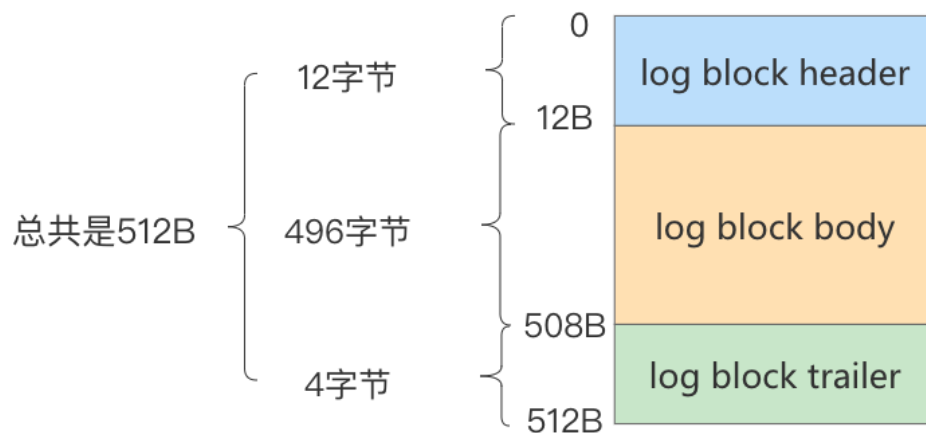 0
log block header
12字节
12B
总共是512B
496字节
log block body
508B
4字节
log block trailer
512B